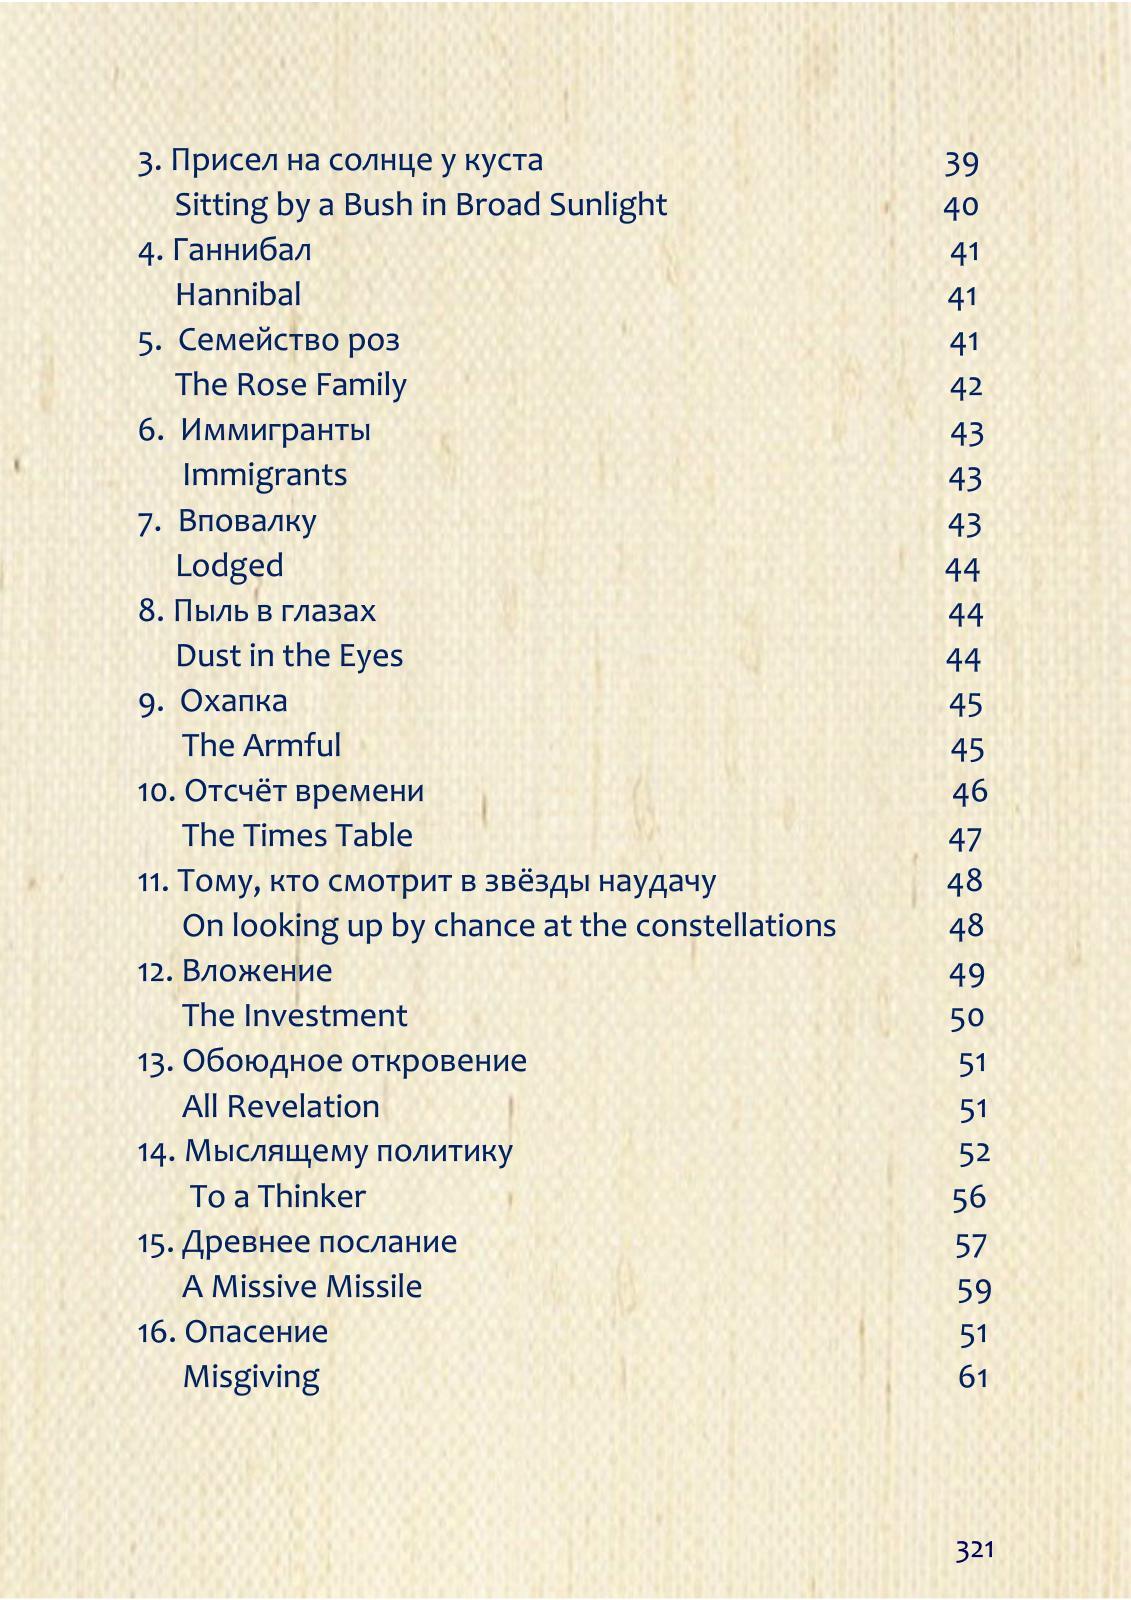 3. Присел на солнце у куста 39
Sitting by a Bush in Broad Sunlight 40
4. Ганнибал 41
Hannibal 41
5. Семейство роз 41
The Rose Family 42
6. Иммигранты 43
Immigrants 43
7. Вповалку 43
Lodged 44
8. Пыль в глазах 44
Dust in the Eyes 44
9. Охапка 45
The Armful 45
10. Отсчёт времени 46
The Times Table 47
11. Тому, кто смотрит в звёзды наудачу 48
On looking up by chance at the constellations 48
12. Вложение 49
The Investment 50
13. Обоюдное откровение 51
All Revelation 51
14. Мыслящему политику 52
To a Thinker 56
15. Древнее послание 57
A Missive Missile 59
16. Опасение 51
Misgiving 61
321